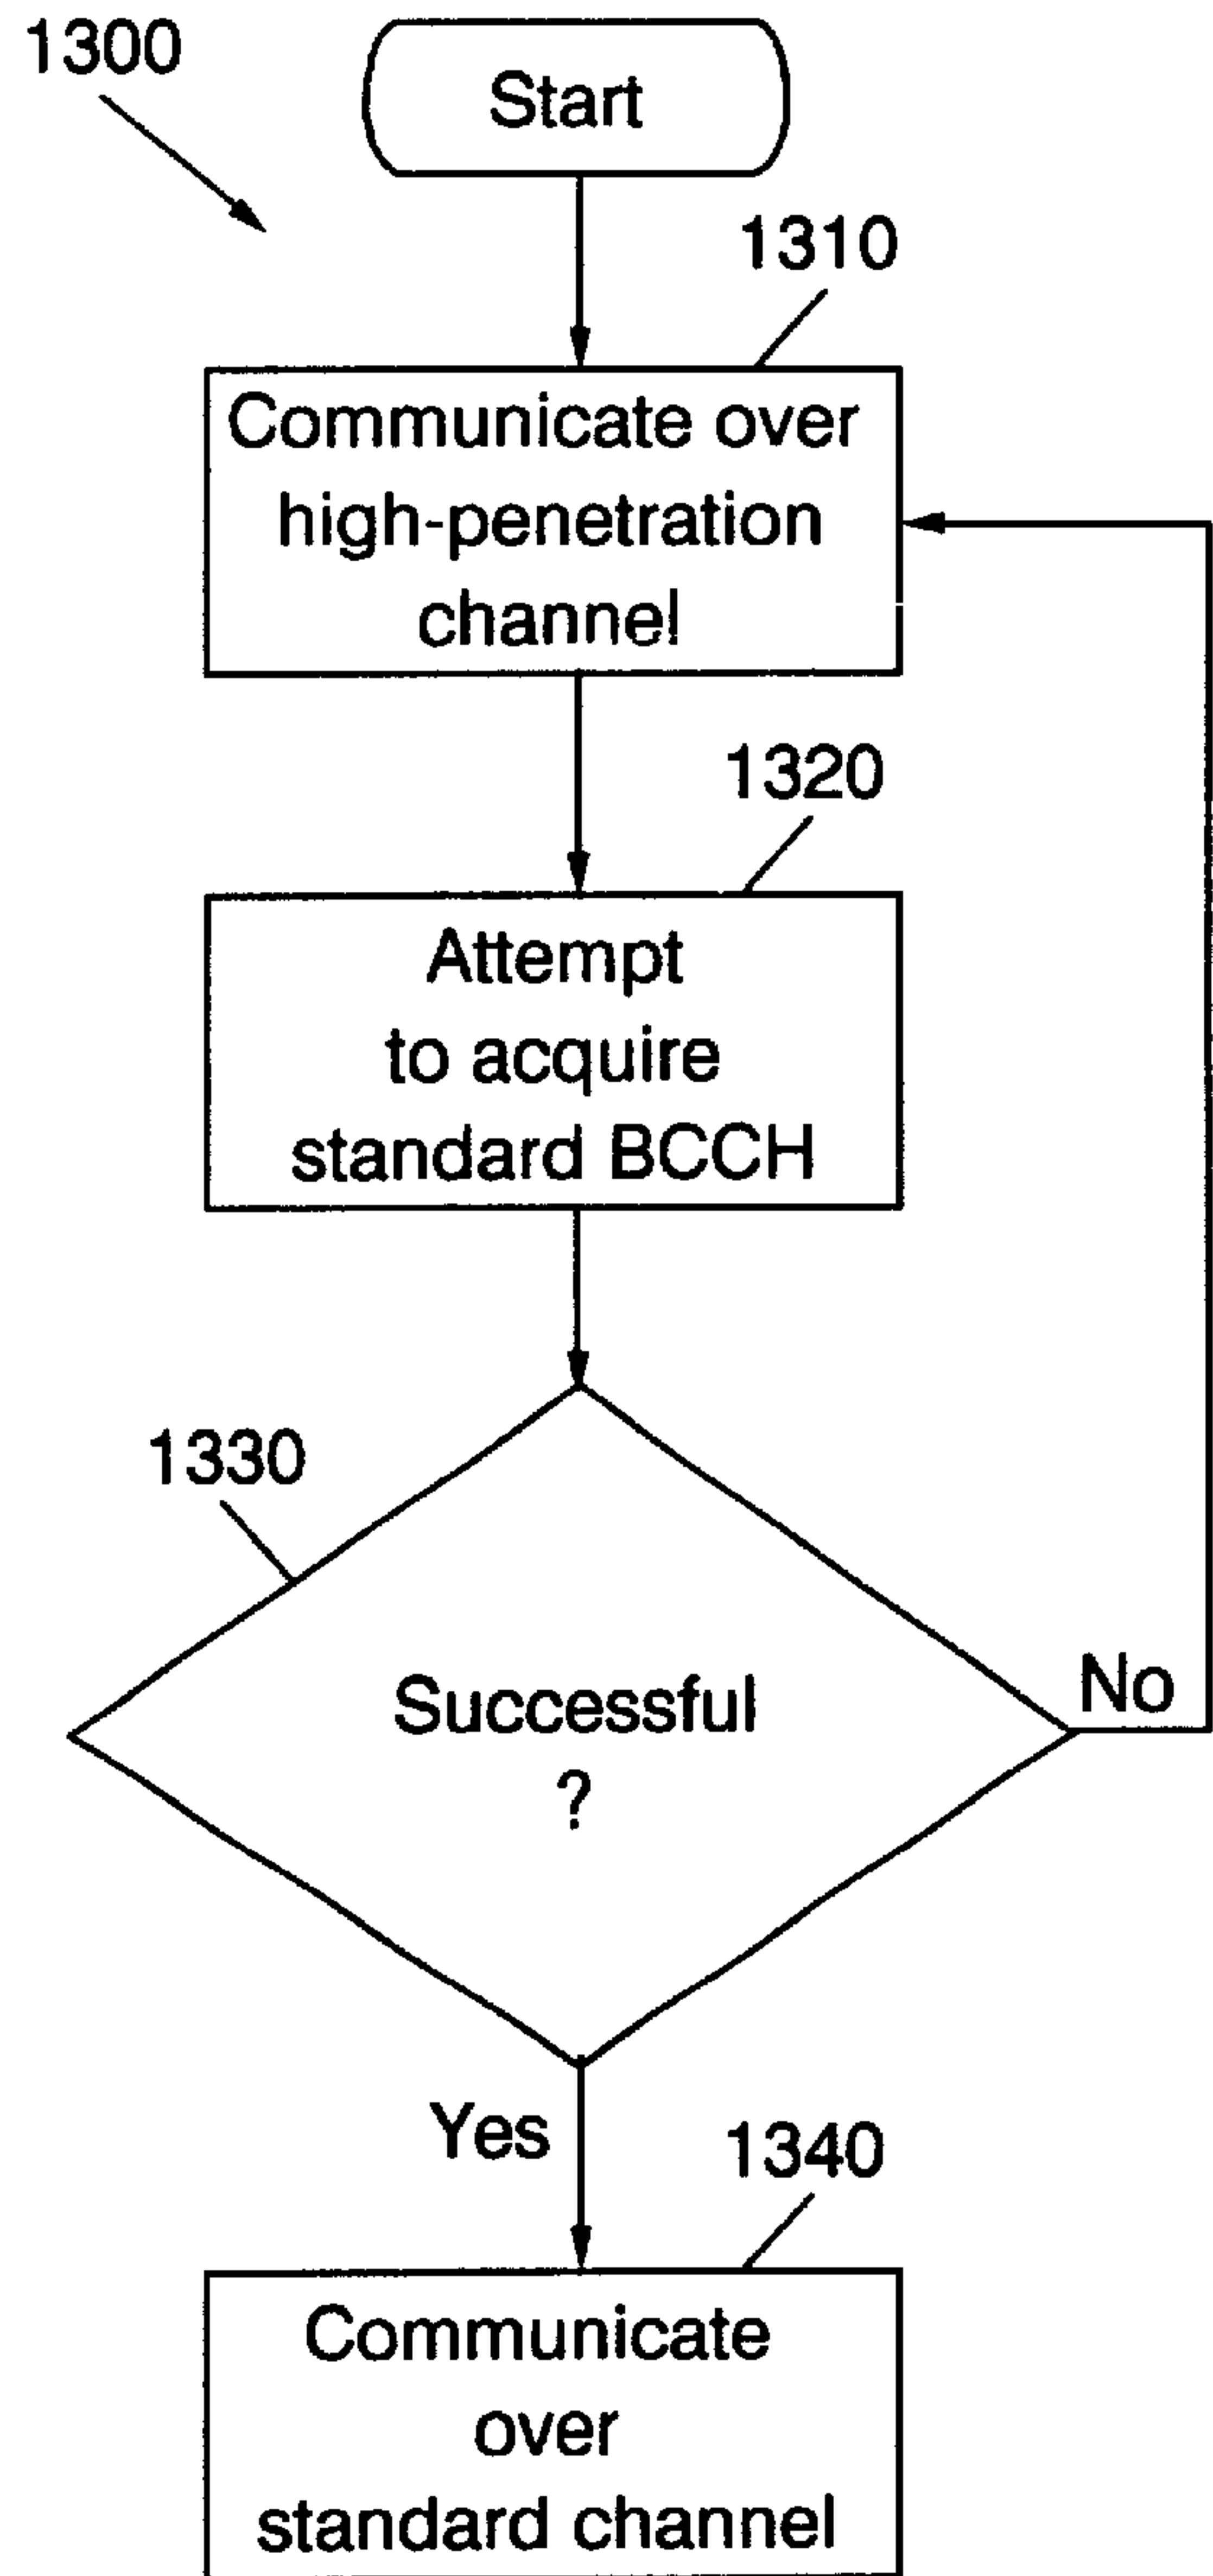 1300
Start
1310
Communicate over
high-penetration
channel
1320
Attempt
to acquire
standard BCCH
1330
Successful
?
No
Yes
1340
Communicate
over
standard channel